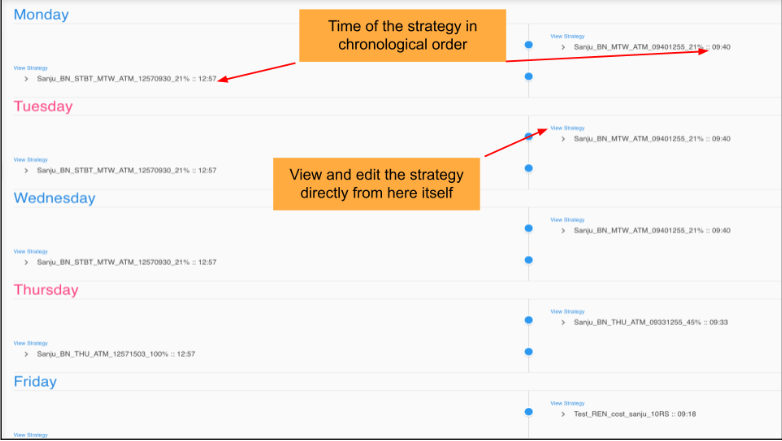 Monday
Time of the strategy in
chronological order
View Strategy
> Sanju_BN_MTW_ATM_09401255_21% :: 09:40
View Strategy
> Sanju_BN_STBT_MTW_ATM_12570930_21% :: 12:57
Tuesday
View Strategy
> Sanju_BN_MTW_ATM_09401255_21% :: 09:40
View Strategy
> Sanju_BN_STBT_MTW_ATM_12570930_21% :: 12:57
View and edit the strategy
directly from here itself
Wednesday
View Strategy
> Sanju_BN_MTW_ATM_09401255_21% :: 09:40
View Strategy
> Sanju_BN_STBT_MTW_ATM_12570930_21% :: 12:57
Thursday
View Strategy
> Sanju_BN_THU_ATM_09331255_45% :: 09:33
View Strategy
> Sanju_BN_THU_ATM_12571503_100% :: 12:57
Friday
View Strategy
> Test_REN_cost_sanju_10RS :: 09:18
View Strategy